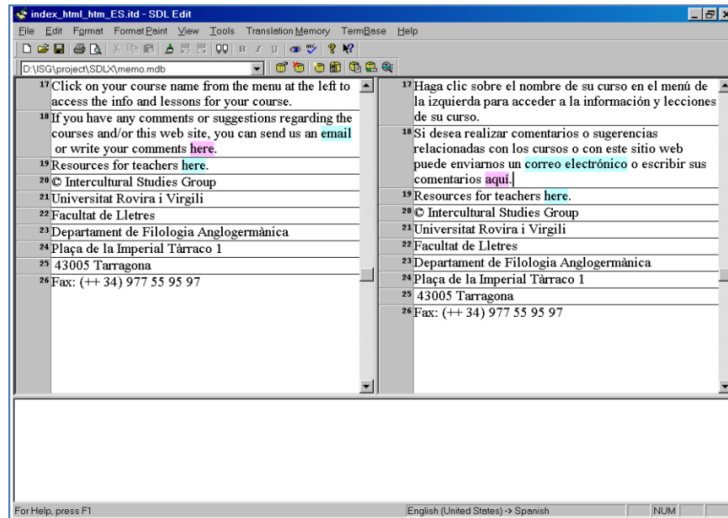 index_html_htm_ES.itd - SDL Edit
File Edit Format Format Paint View Tools Translation Memory TermBase Help
B I U
D:\ISG\project\SDLX\memo.mdb
17 Click on your course name from the menu at the left to
access the info and lessons for your course.
18 If you have any comments or suggestions regarding the
courses and/or this web site, you can send us an email
or write your comments here.
19 Resources for teachers here.
20 © Intercultural Studies Group
21 Universitat Rovira i Virgili
22 Facultat de Lletres
23 Departament de Filologia Anglogermànica
24 Plaça de la Imperial Tàrraco 1
25 43005 Tarragona
26 Fax: (++ 34) 977 55 95 97
17 Haga clic sobre el nombre de su curso en el menú de
la izquierda para acceder a la información y lecciones
de su curso.
18 Si desea realizar comentarios o sugerencias
relacionadas con los cursos o con este sitio web
puede enviarnos un correo electrónico o escribir sus
comentarios aquí.
19 Resources for teachers here.
20 © Intercultural Studies Group
21 Universitat Rovira i Virgili
22 Facultat de Lletres
23 Departament de Filologia Anglogermànica
24 Plaça de la Imperial Tàrraco 1
25 43005 Tarragona
26 Fax: (++ 34) 977 55 95 97
For Help, press F1
English (United States) -> Spanish
NUM